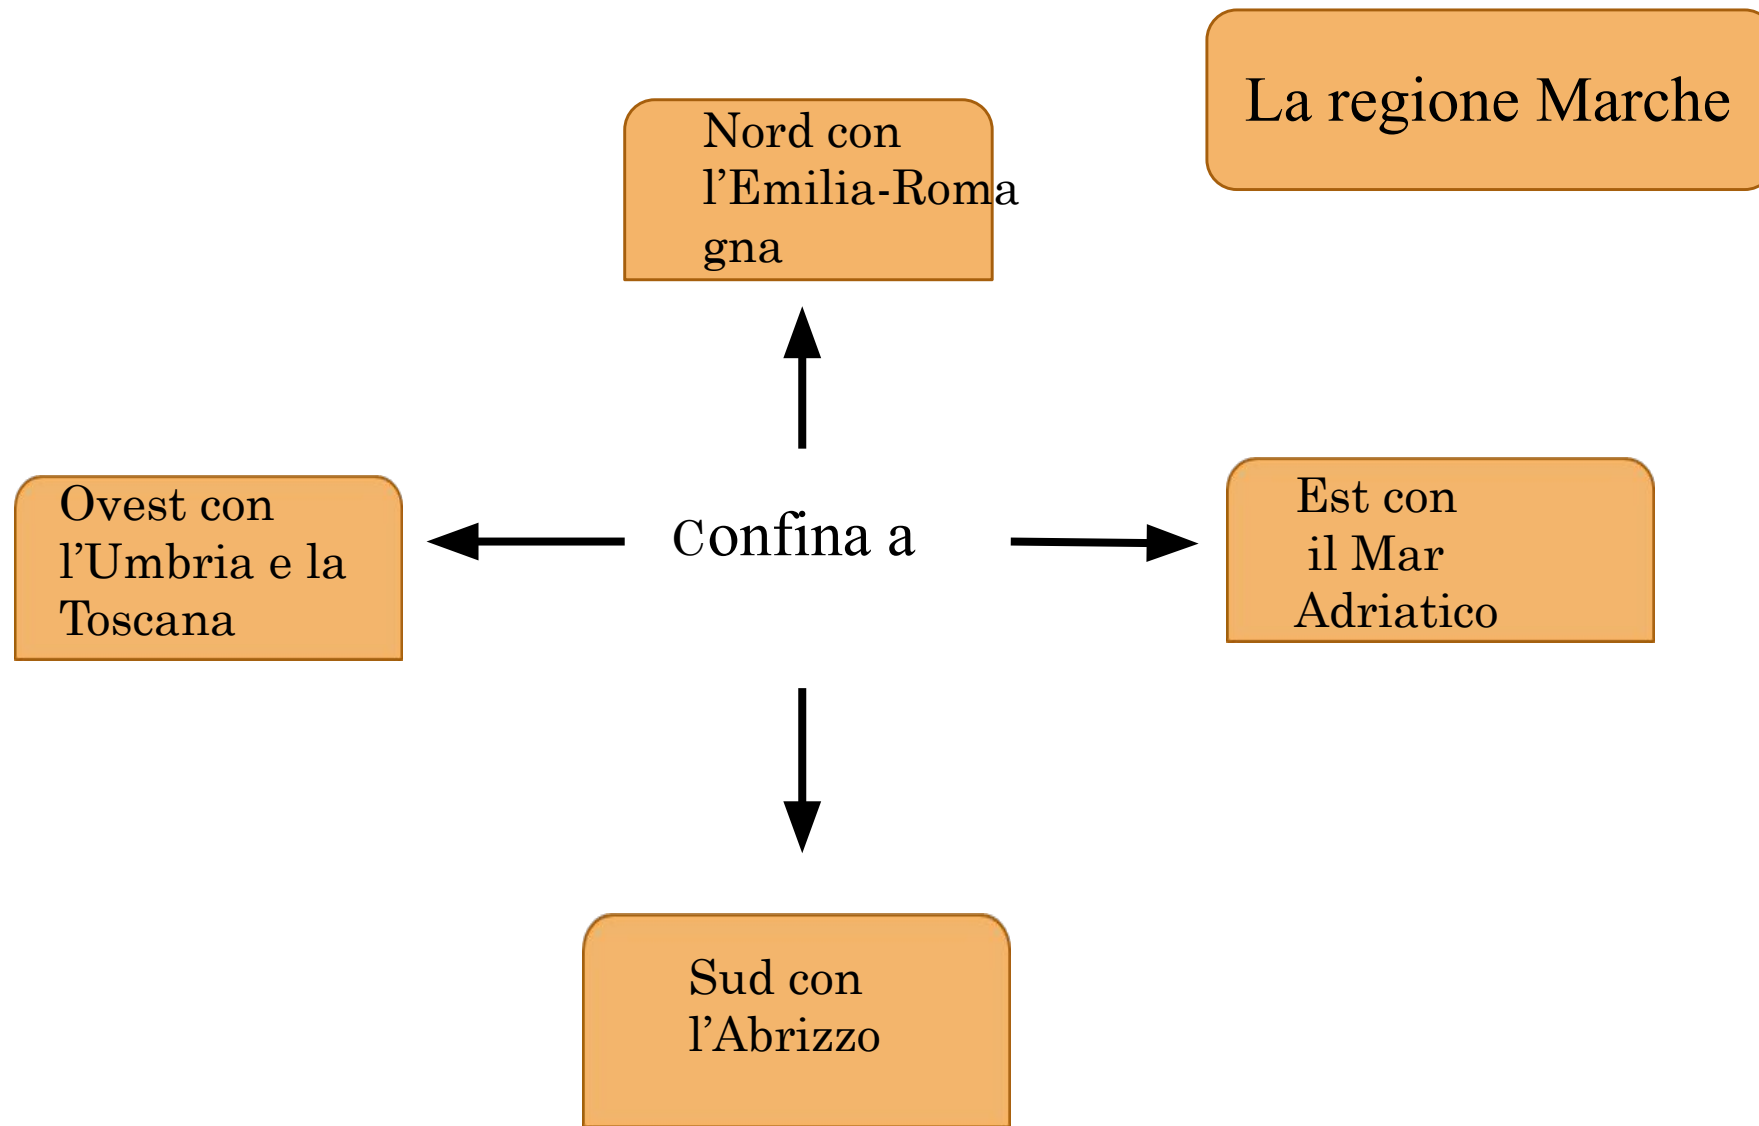 La regione Marche
Nord con
l’Emilia-Roma
gna
Ovest con
l’Umbria e la
Toscana
Confina a
Est con
il Mar
Adriatico
Sud con
l’Abrizzo